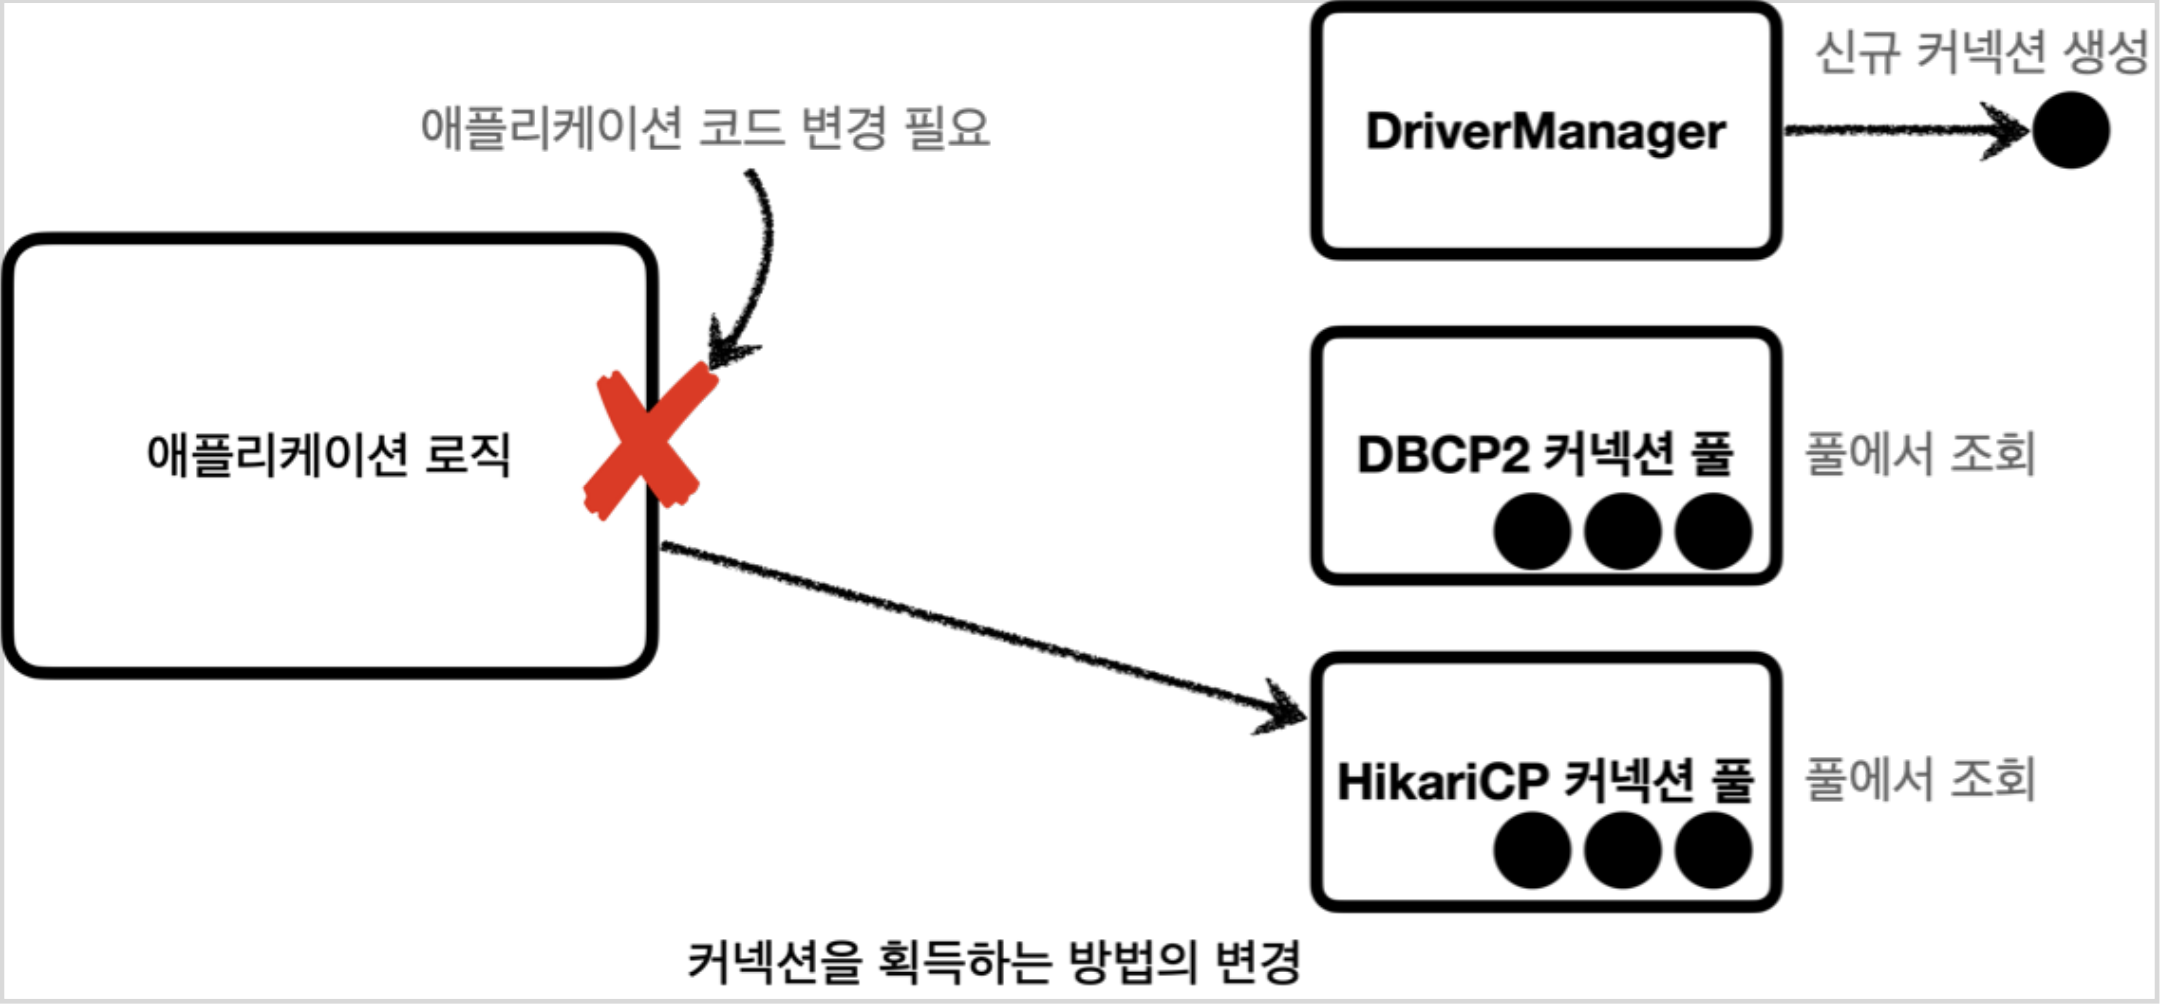 신규 커넥션 생성
애플리케이션 코드 변경 필요
DriverManager
애플리케이션 로직
DBCP2 커넥션 풀
풀에서 조회
HikariCP 커넥션 풀
풀에서 조회
커넥션을 획득하는 방법의 변경